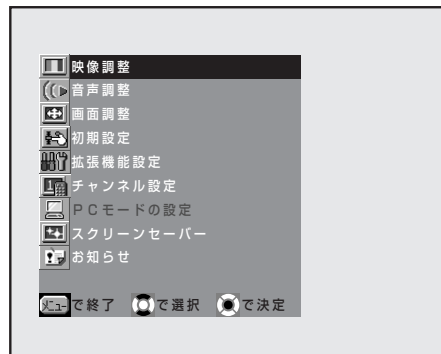 映像調整
音声調整
画面調整
初期設定
拡張機能設定
チャンネル設定
PCモードの設定
スクリーンセーバー
お知らせ
メニューで終了 で選択 で決定